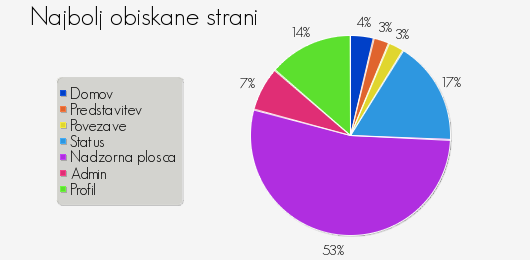 Najbolj obiskane strani
Domov
Predstavitev
Povezave
Status
Nadzorna plosca
Admin
Profil
4%
3%
3%
17%
53%
7%
14%